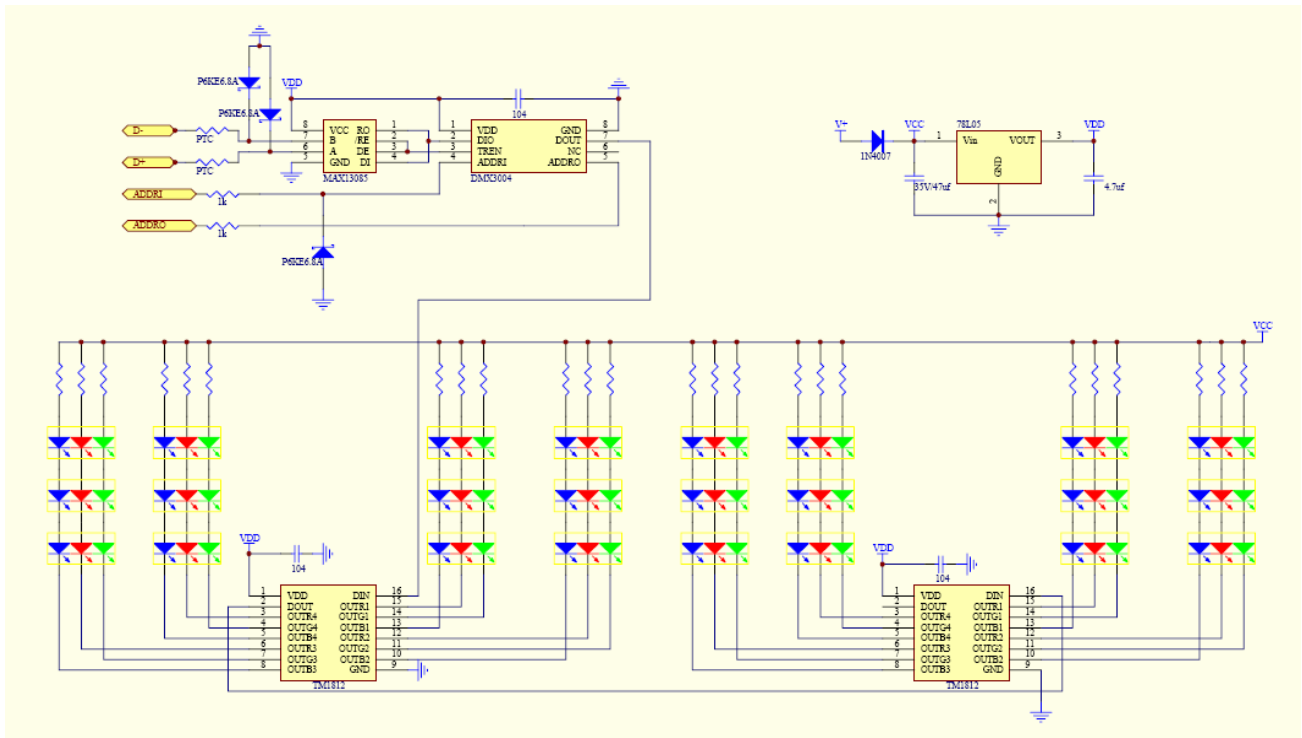 P6KE6.8A
VDD
P6KE6.8A
104
D-
PTC
D+
PTC
ADDRI
1k
ADDRO
1k
P6KE6.8A
8 VCC RO 1
7 B /RE 2
6 A DE 3
5 GND DI 4
MAX13085
1 VDD GND 8
2 DIO DOUT 7
3 TREN NC 6
4 ADDRI ADDRO 5
DMX3004
V+
1N4007
VCC
78L05
VDD
1 Vin VOUT 3
GND
2
35V/47uf
4.7uf
VCC
VDD
104
1 VDD DIN 16
2 DOUT OUTR1 15
3 OUTR4 OUTG1 14
4 OUTG4 OUTB1 13
5 OUTB4 OUTR2 12
6 OUTR3 OUTG2 11
7 OUTG3 OUTB2 10
8 OUTB3 GND 9
TM1812
VDD
104
1 VDD DIN 16
2 DOUT OUTR1 15
3 OUTR4 OUTG1 14
4 OUTG4 OUTB1 13
5 OUTB4 OUTR2 12
6 OUTR3 OUTG2 11
7 OUTG3 OUTB2 10
8 OUTB3 GND 9
TM1812